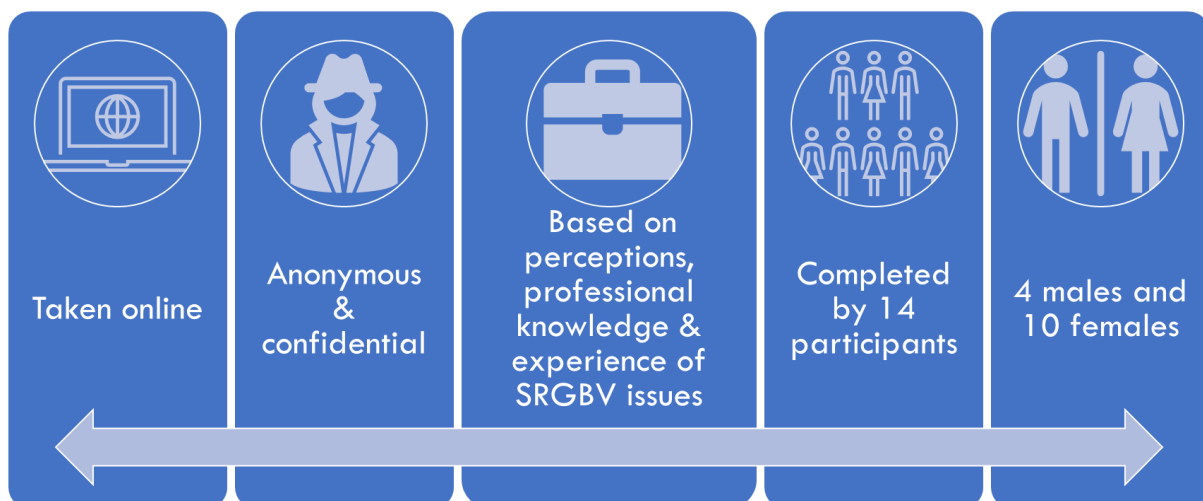 Taken online
Anonymous
&
confidential
Based on
perceptions,
professional
knowledge &
experience of
SRGBV issues
Completed
by 14
participants
4 males and
10 females